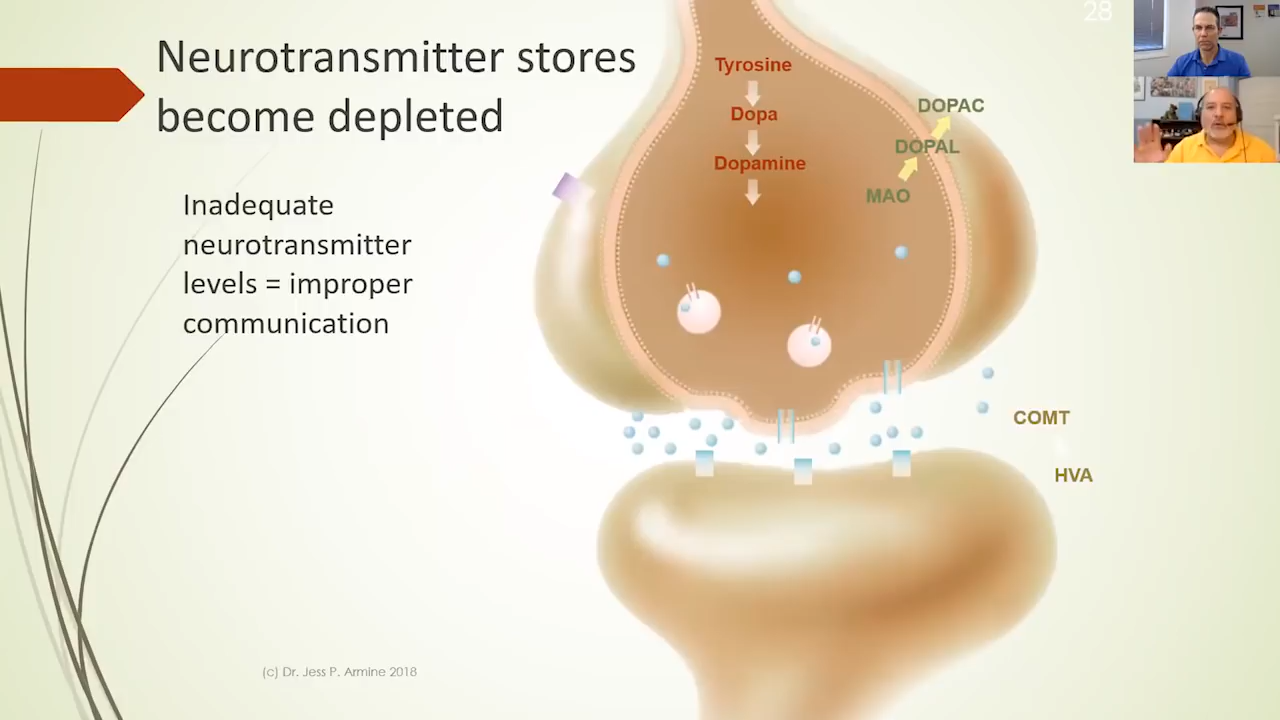 28
Neurotransmitter stores
become depleted
Inadequate
neurotransmitter
levels = improper
communication
Tyrosine
Dopa
Dopamine
DOPAC
DOPAL
MAO
COMT
HVA
(c) Dr. Jess P. Armine 2018